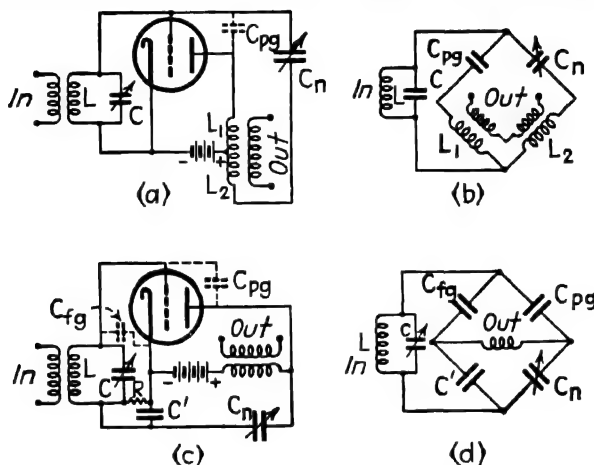 In
L
C
Cpg
Cn
L1
L2
Out
- +
(a)
In
L
C
Cpg
Cn
Out
L1
L2
(b)
In
L
C
Cfg
R
C'
Cpg
Out
- +
Cn
(c)
L
In
C
Cfg
Cpg
Out
C'
Cn
(d)